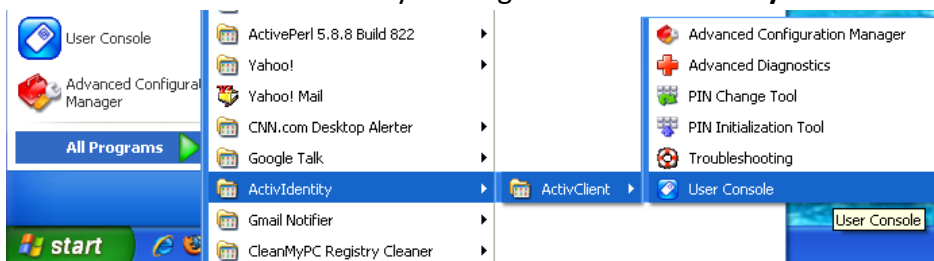 User Console
Advanced Configurat
Manager
All Programs
start
ActivePerl 5.8.8 Build 822
Yahoo!
Yahoo! Mail
CNN.com Desktop Alerter
Google Talk
ActivIdentity
Gmail Notifier
CleanMyPC Registry Cleaner
ActivClient
Advanced Configuration Manager
Advanced Diagnostics
PIN Change Tool
PIN Initialization Tool
Troubleshooting
User Console
User Console